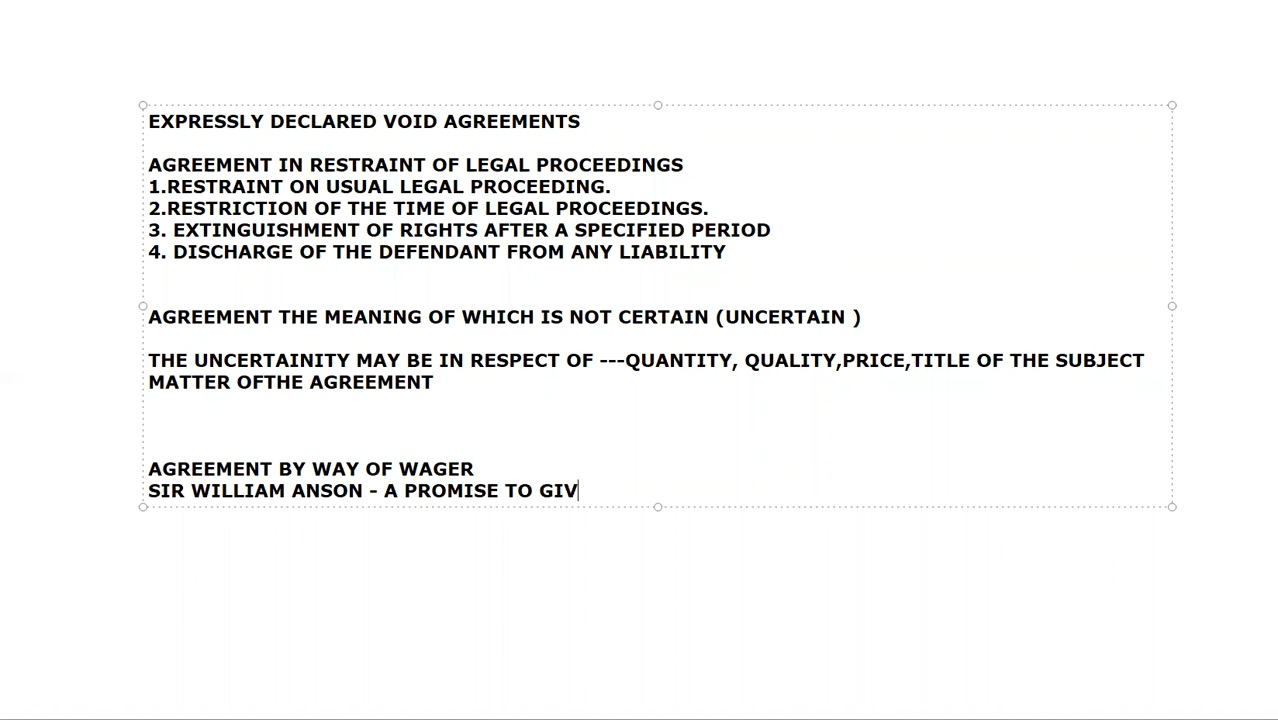 EXPRESSLY DECLARED VOID AGREEMENTS
AGREEMENT IN RESTRAINT OF LEGAL PROCEEDINGS
1.RESTRAINT ON USUAL LEGAL PROCEEDING.
2.RESTRICTION OF THE TIME OF LEGAL PROCEEDINGS.
3. EXTINGUISHMENT OF RIGHTS AFTER A SPECIFIED PERIOD
4. DISCHARGE OF THE DEFENDANT FROM ANY LIABILITY
AGREEMENT THE MEANING OF WHICH IS NOT CERTAIN (UNCERTAIN )
THE UNCERTAINITY MAY BE IN RESPECT OF ---QUANTITY, QUALITY,PRICE,TITLE OF THE SUBJECT
MATTER OFTHE AGREEMENT
AGREEMENT BY WAY OF WAGER
SIR WILLIAM ANSON - A PROMISE TO GIV